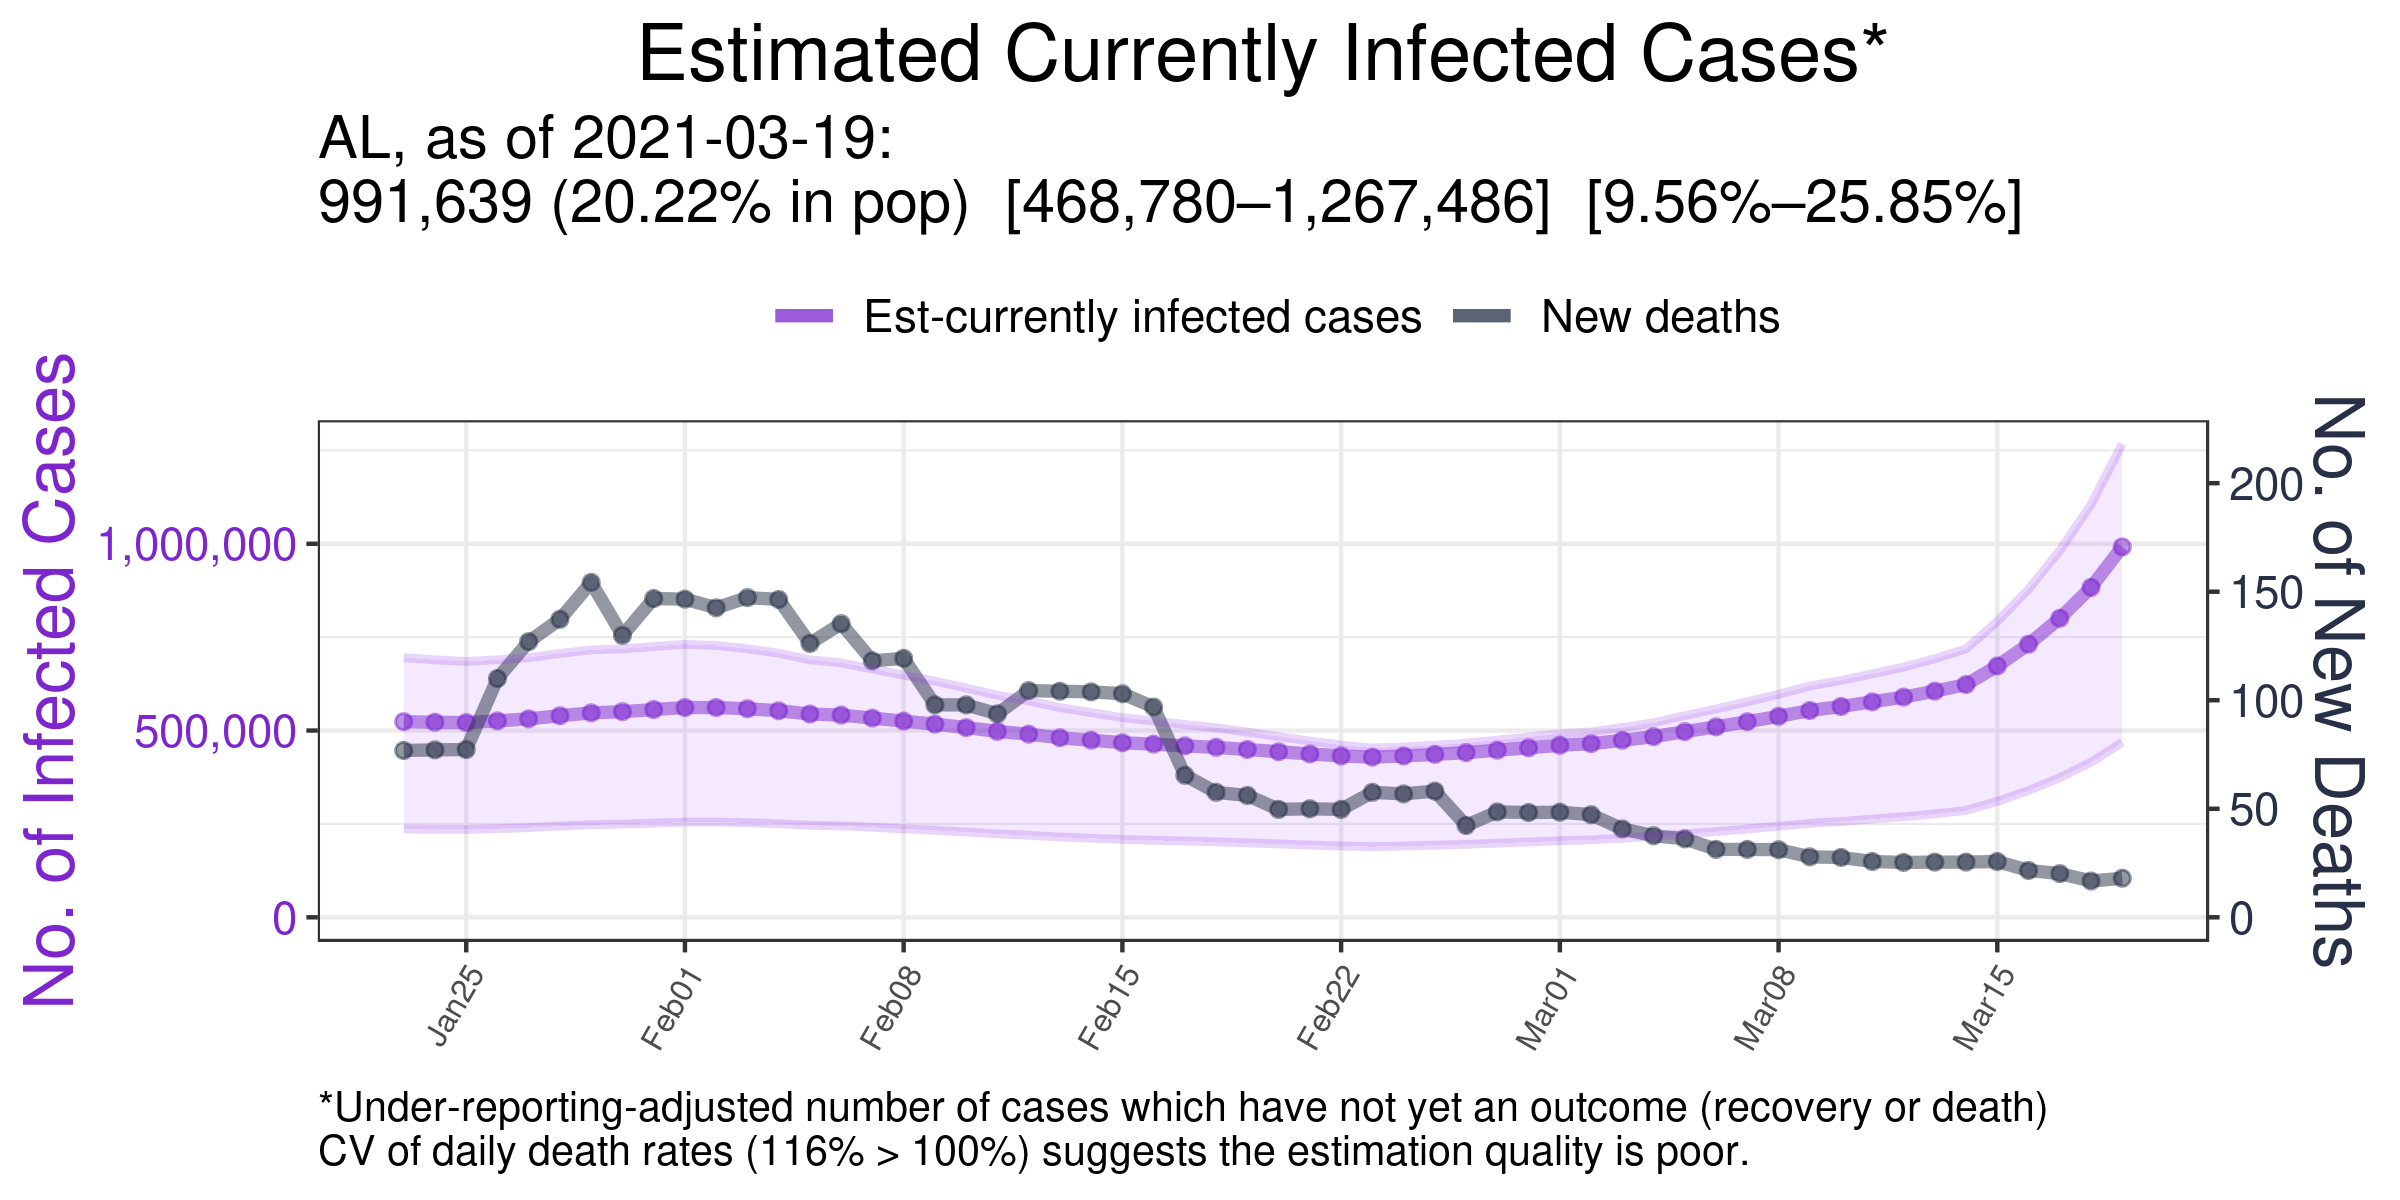 Estimated Currently Infected Cases*
AL, as of 2021-03-19:
991,639 (20.22% in pop)  [468,780–1,267,486]  [9.56%–25.85%]
Est-currently infected cases
New deaths
No. of Infected Cases
1,000,000
500,000
0
No. of New Deaths
200
150
100
50
0
Jan25
Feb01
Feb08
Feb15
Feb22
Mar01
Mar08
Mar15
*Under-reporting-adjusted number of cases which have not yet an outcome (recovery or death)
CV of daily death rates (116% > 100%) suggests the estimation quality is poor.